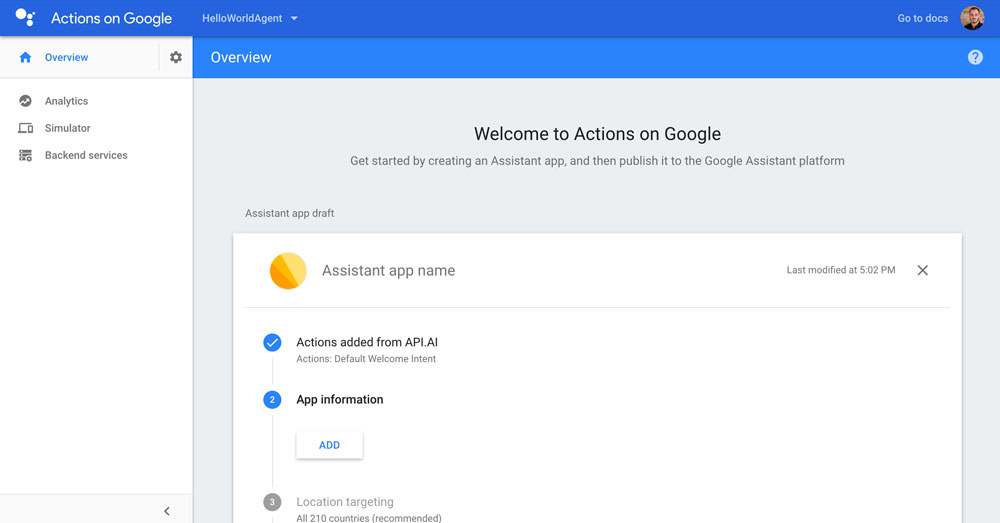 Actions on Google
HelloWorldAgent
Go to docs
Overview
Overview
?
Analytics
Simulator
Backend services
Welcome to Actions on Google
Get started by creating an Assistant app, and then publish it to the Google Assistant platform
Assistant app draft
Assistant app name
Last modified at 5:02 PM
Actions added from API.AI
Actions: Default Welcome Intent
2
App information
ADD
3
Location targeting
All 210 countries (recommended)